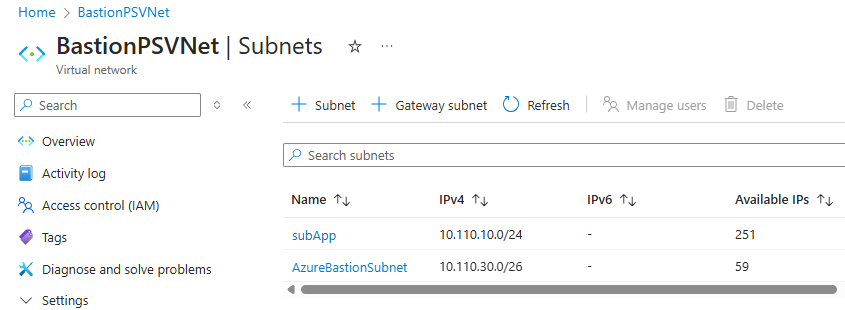 Home > BastionPSVNet
BastionPSVNet | Subnets ☆ ...
Virtual network
Search
+ Subnet + Gateway subnet Refresh Manage users Delete
Overview
Search subnets
Activity log
Name ↑↓ IPv4 ↑↓ IPv6 ↑↓ Available IPs ↑↓
Access control (IAM)
subApp 10.110.10.0/24 - 251
Tags
AzureBastionSubnet 10.110.30.0/26 - 59
Diagnose and solve problems
Settings